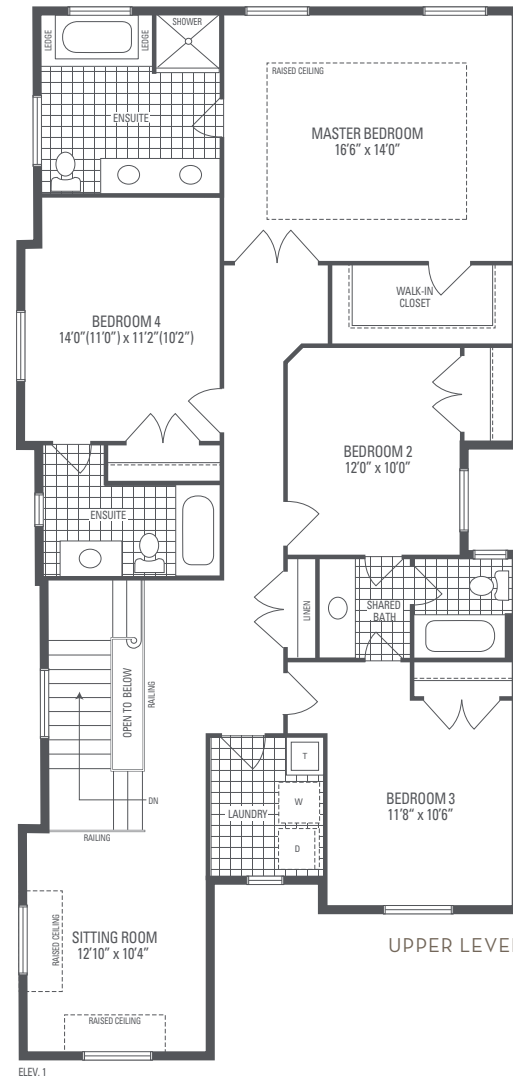 LEDGE
LEDGE
SHOWER
ENSUITE
RAISED CEILING
MASTER BEDROOM
16'6" x 14'0"
WALK-IN
CLOSET
BEDROOM 4
14'0"(11'0") x 11'2"(10'2")
BEDROOM 2
12'0" x 10'0"
ENSUITE
LINEN
SHARED
BATH
OPEN TO BELOW
RAILING
DN
RAILING
T
W
D
LAUNDRY
BEDROOM 3
11'8" x 10'6"
UPPER LEVEL
RAISED CEILING
SITTING ROOM
12'10" x 10'4"
RAISED CEILING
ELEV. 1